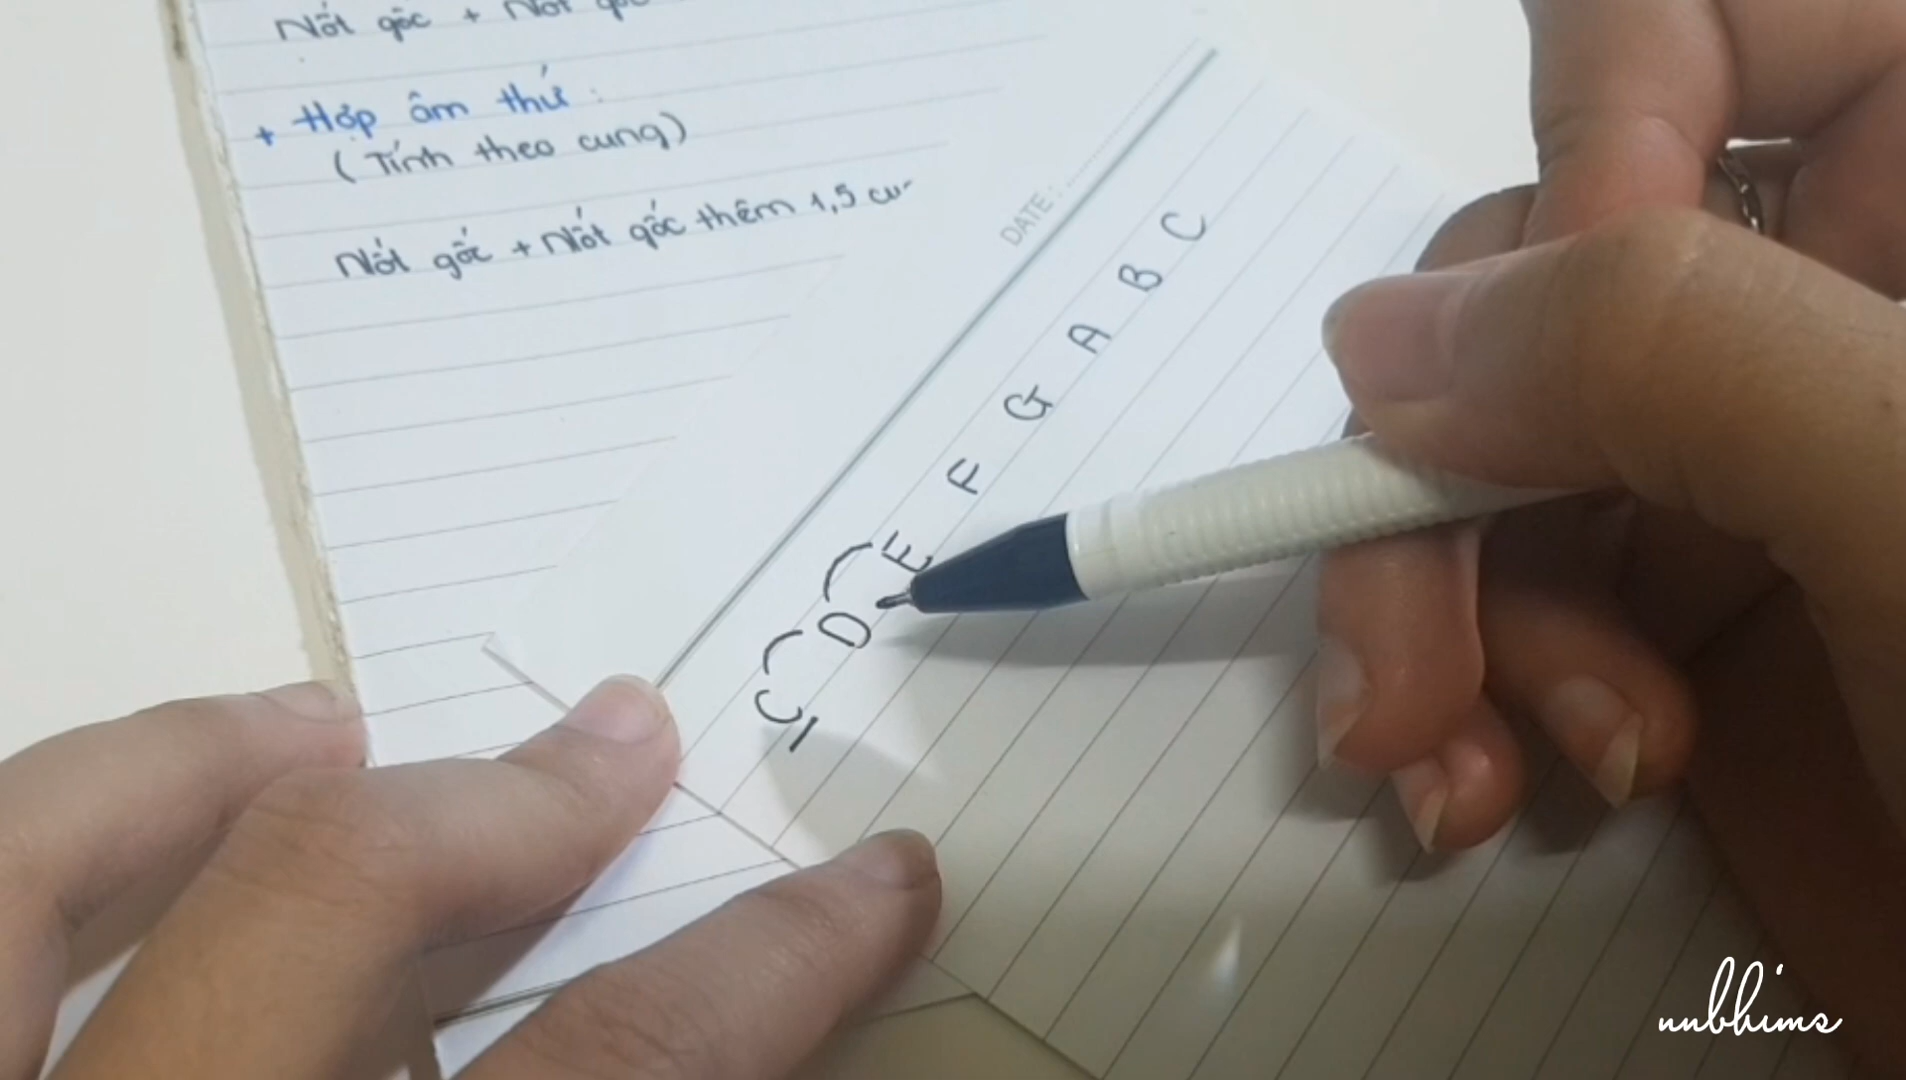 Nốt gốc + Nốt gốc
+ Hợp âm thứ :
(Tính theo cung)
Nốt gốc + Nốt gốc thêm 1,5
DATE:
C D E F G A B C
nnbhims